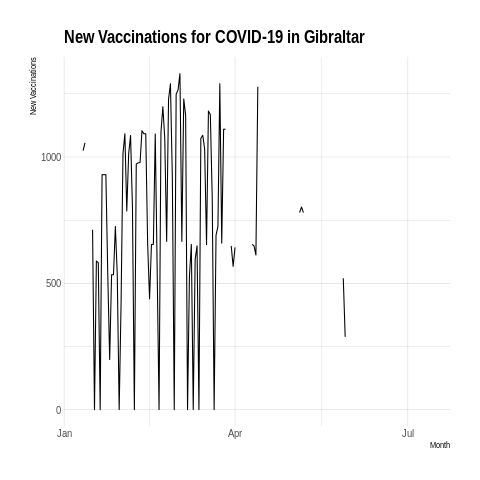 New Vaccinations for COVID-19 in Gibraltar
New Vaccinations
1000
500
0
Jan
Apr
Jul
Month